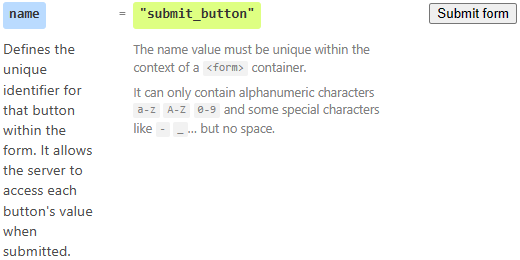 name = "submit_button" Submit form
Defines the
unique
identifier for
that button
within the
form. It allows
the server to
access each
button's value
when
submitted.
The name value must be unique within the
context of a <form> container.
It can only contain alphanumeric characters
a-z A-Z 0-9 and some special characters
like - _… but no space.